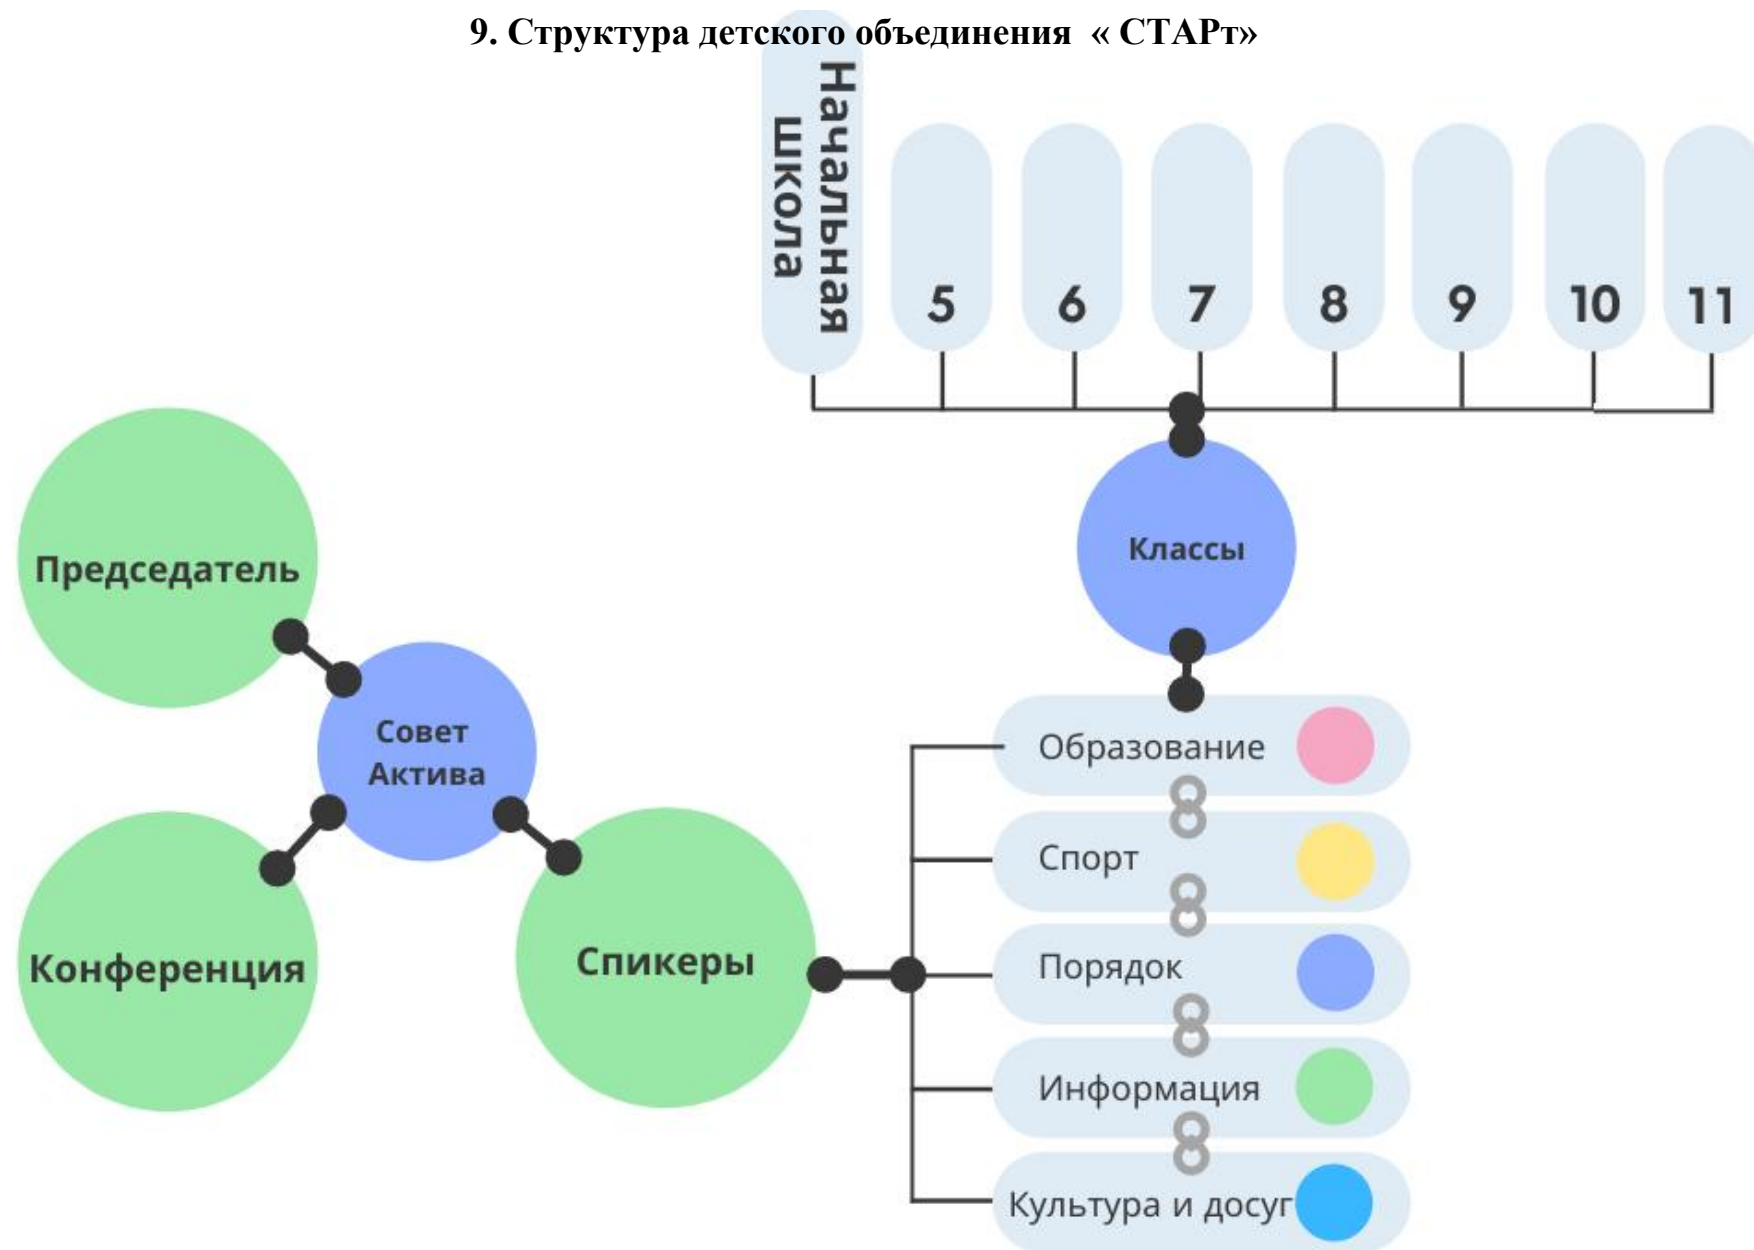 9. Структура детского объединения « СТАРт»
Начальная
школа
5
6
7
8
9
10
11
Классы
Председатель
Совет
Актива
Конференция
Спикеры
Образование
Спорт
Порядок
Информация
Культура и досуг